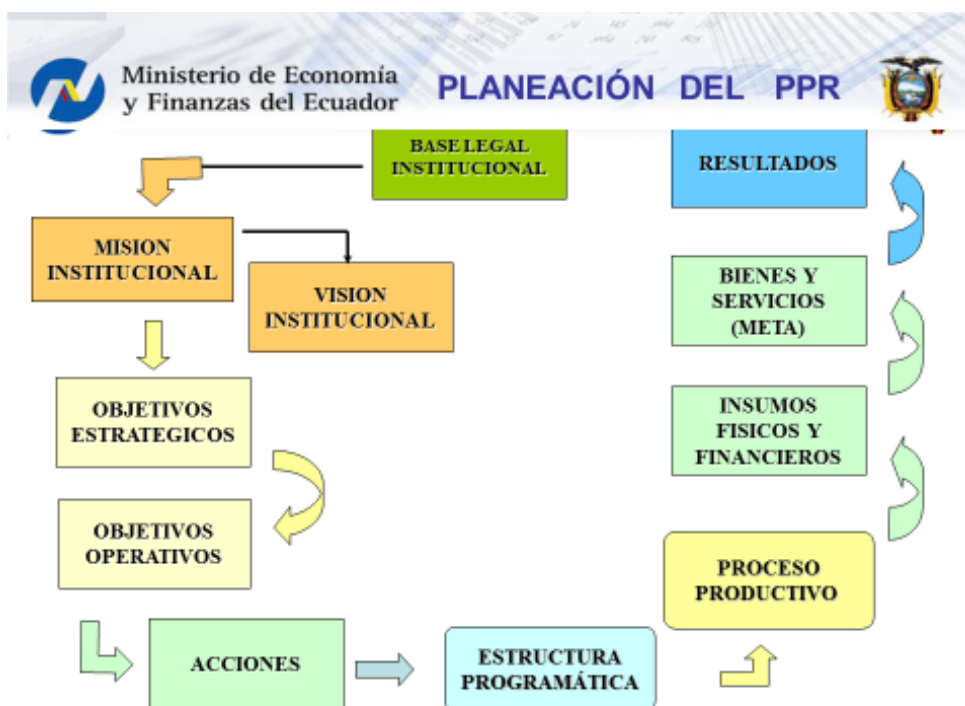 Ministerio de Economía
y Finanzas del Ecuador
PLANEACIÓN DEL PPR
BASE LEGAL
INSTITUCIONAL
MISION
INSTITUCIONAL
VISION
INSTITUCIONAL
OBJETIVOS
ESTRATEGICOS
OBJETIVOS
OPERATIVOS
ACCIONES
ESTRUCTURA
PROGRAMÁTICA
PROCESO
PRODUCTIVO
INSUMOS
FISICOS Y
FINANCIEROS
BIENES Y
SERVICIOS
(META)
RESULTADOS